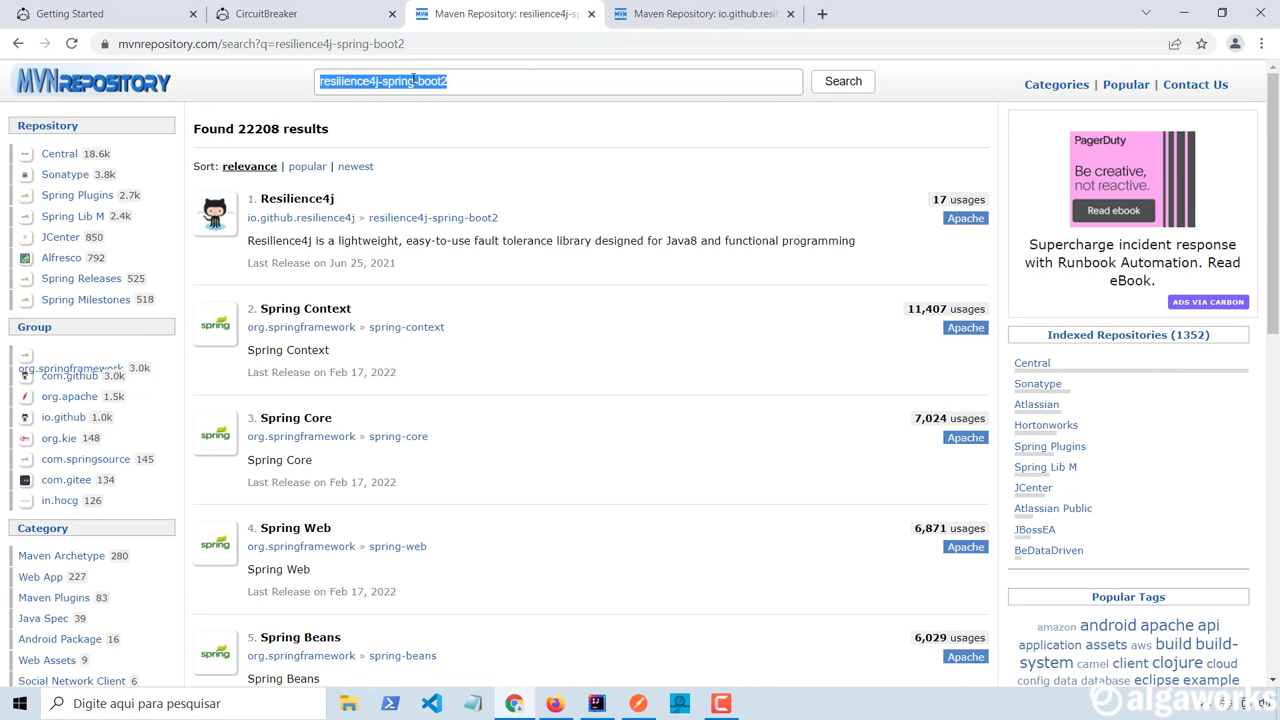 Getting Started
CircuitBreaker
Maven Repository: resilience4j-sp
Maven Repository: io.github.resil
mvnrepository.com/search?q=resilience4j-spring-boot2
MVNREPOSITORY
resilience4j-spring-boot2
Search
Categories | Popular | Contact Us
Repository
Central 18.6k
Sonatype 3.8k
Spring Plugins 2.7k
Spring Lib M 2.4k
JCenter 850
Alfresco 792
Spring Releases 525
Spring Milestones 518
Group
org.springframework 3.0k
com.github 3.0k
org.apache 1.5k
io.github 1.0k
org.kie 148
com.springsource 145
com.gitee 134
in.hocg 126
Category
Maven Archetype 280
Web App 227
Maven Plugins 83
Java Spec 39
Android Package 16
Web Assets 9
Social Network Client 6
Found 22208 results
Sort: relevance | popular | newest
1. Resilience4j
17 usages
io.github.resilience4j » resilience4j-spring-boot2
Apache
Resilience4j is a lightweight, easy-to-use fault tolerance library designed for Java8 and functional programming
Last Release on Jun 25, 2021
2. Spring Context
11,407 usages
org.springframework » spring-context
Apache
Spring Context
Last Release on Feb 17, 2022
3. Spring Core
7,024 usages
org.springframework » spring-core
Apache
Spring Core
Last Release on Feb 17, 2022
4. Spring Web
6,871 usages
org.springframework » spring-web
Apache
Spring Web
Last Release on Feb 17, 2022
5. Spring Beans
6,029 usages
org.springframework » spring-beans
Apache
Spring Beans
PagerDuty
Be creative,
not reactive.
Read ebook
Supercharge incident response
with Runbook Automation. Read
eBook.
ADS VIA CARBON
Indexed Repositories (1352)
Central
Sonatype
Atlassian
Hortonworks
Spring Plugins
Spring Lib M
JCenter
Atlassian Public
JBossEA
BeDataDriven
Popular Tags
amazon android apache api
application assets aws build build-
system camel client clojure cloud
config data database eclipse example
Digite aqui para pesquisar
algaworks